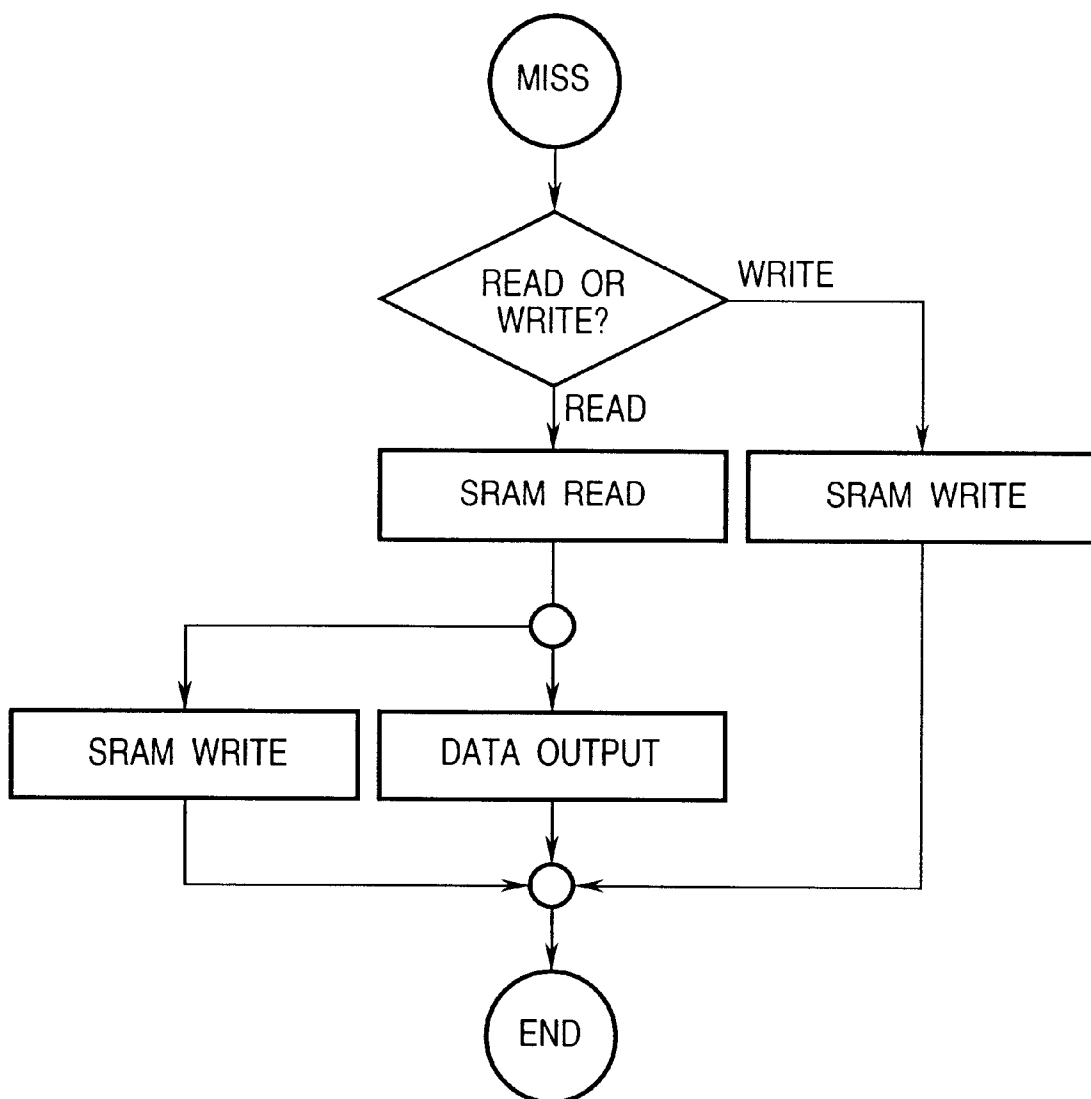 MISS
READ OR
WRITE?
WRITE
READ
SRAM READ
SRAM WRITE
SRAM WRITE
DATA OUTPUT
END